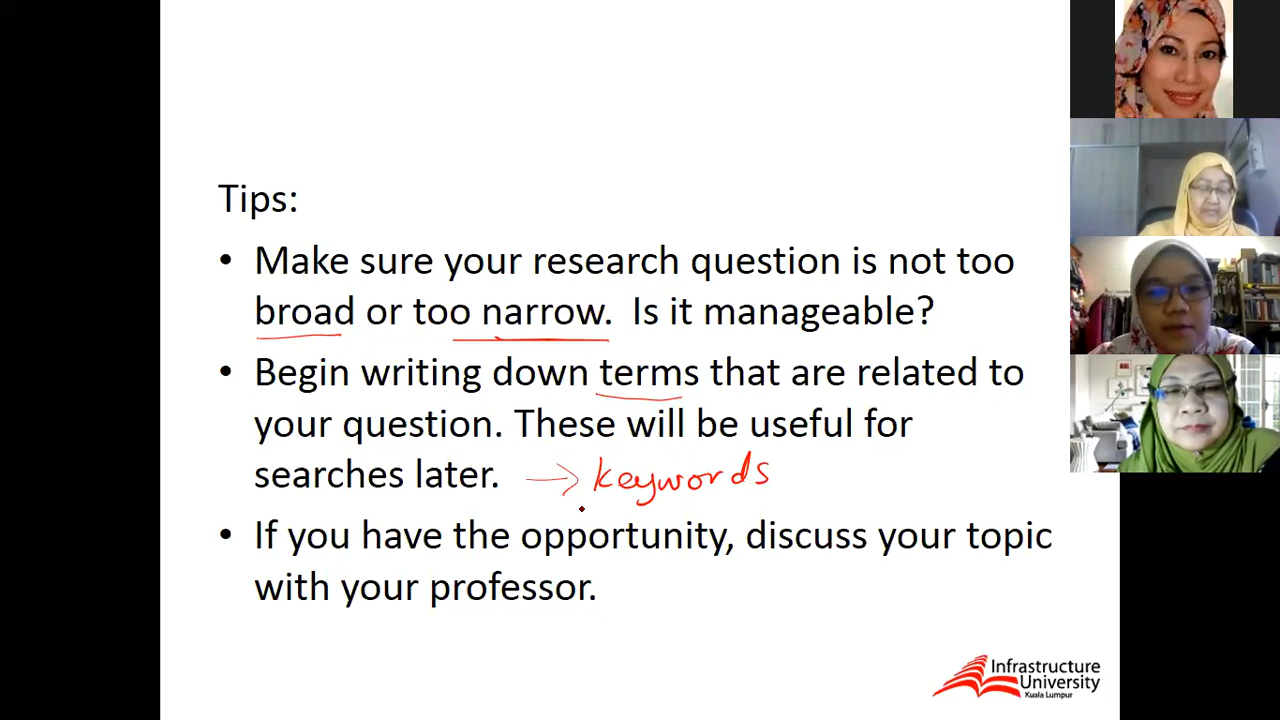 Tips:
• Make sure your research question is not too
broad or too narrow.  Is it manageable?
• Begin writing down terms that are related to
your question. These will be useful for
searches later. → keywords
• If you have the opportunity, discuss your topic
with your professor.
Infrastructure
University
Kuala Lumpur